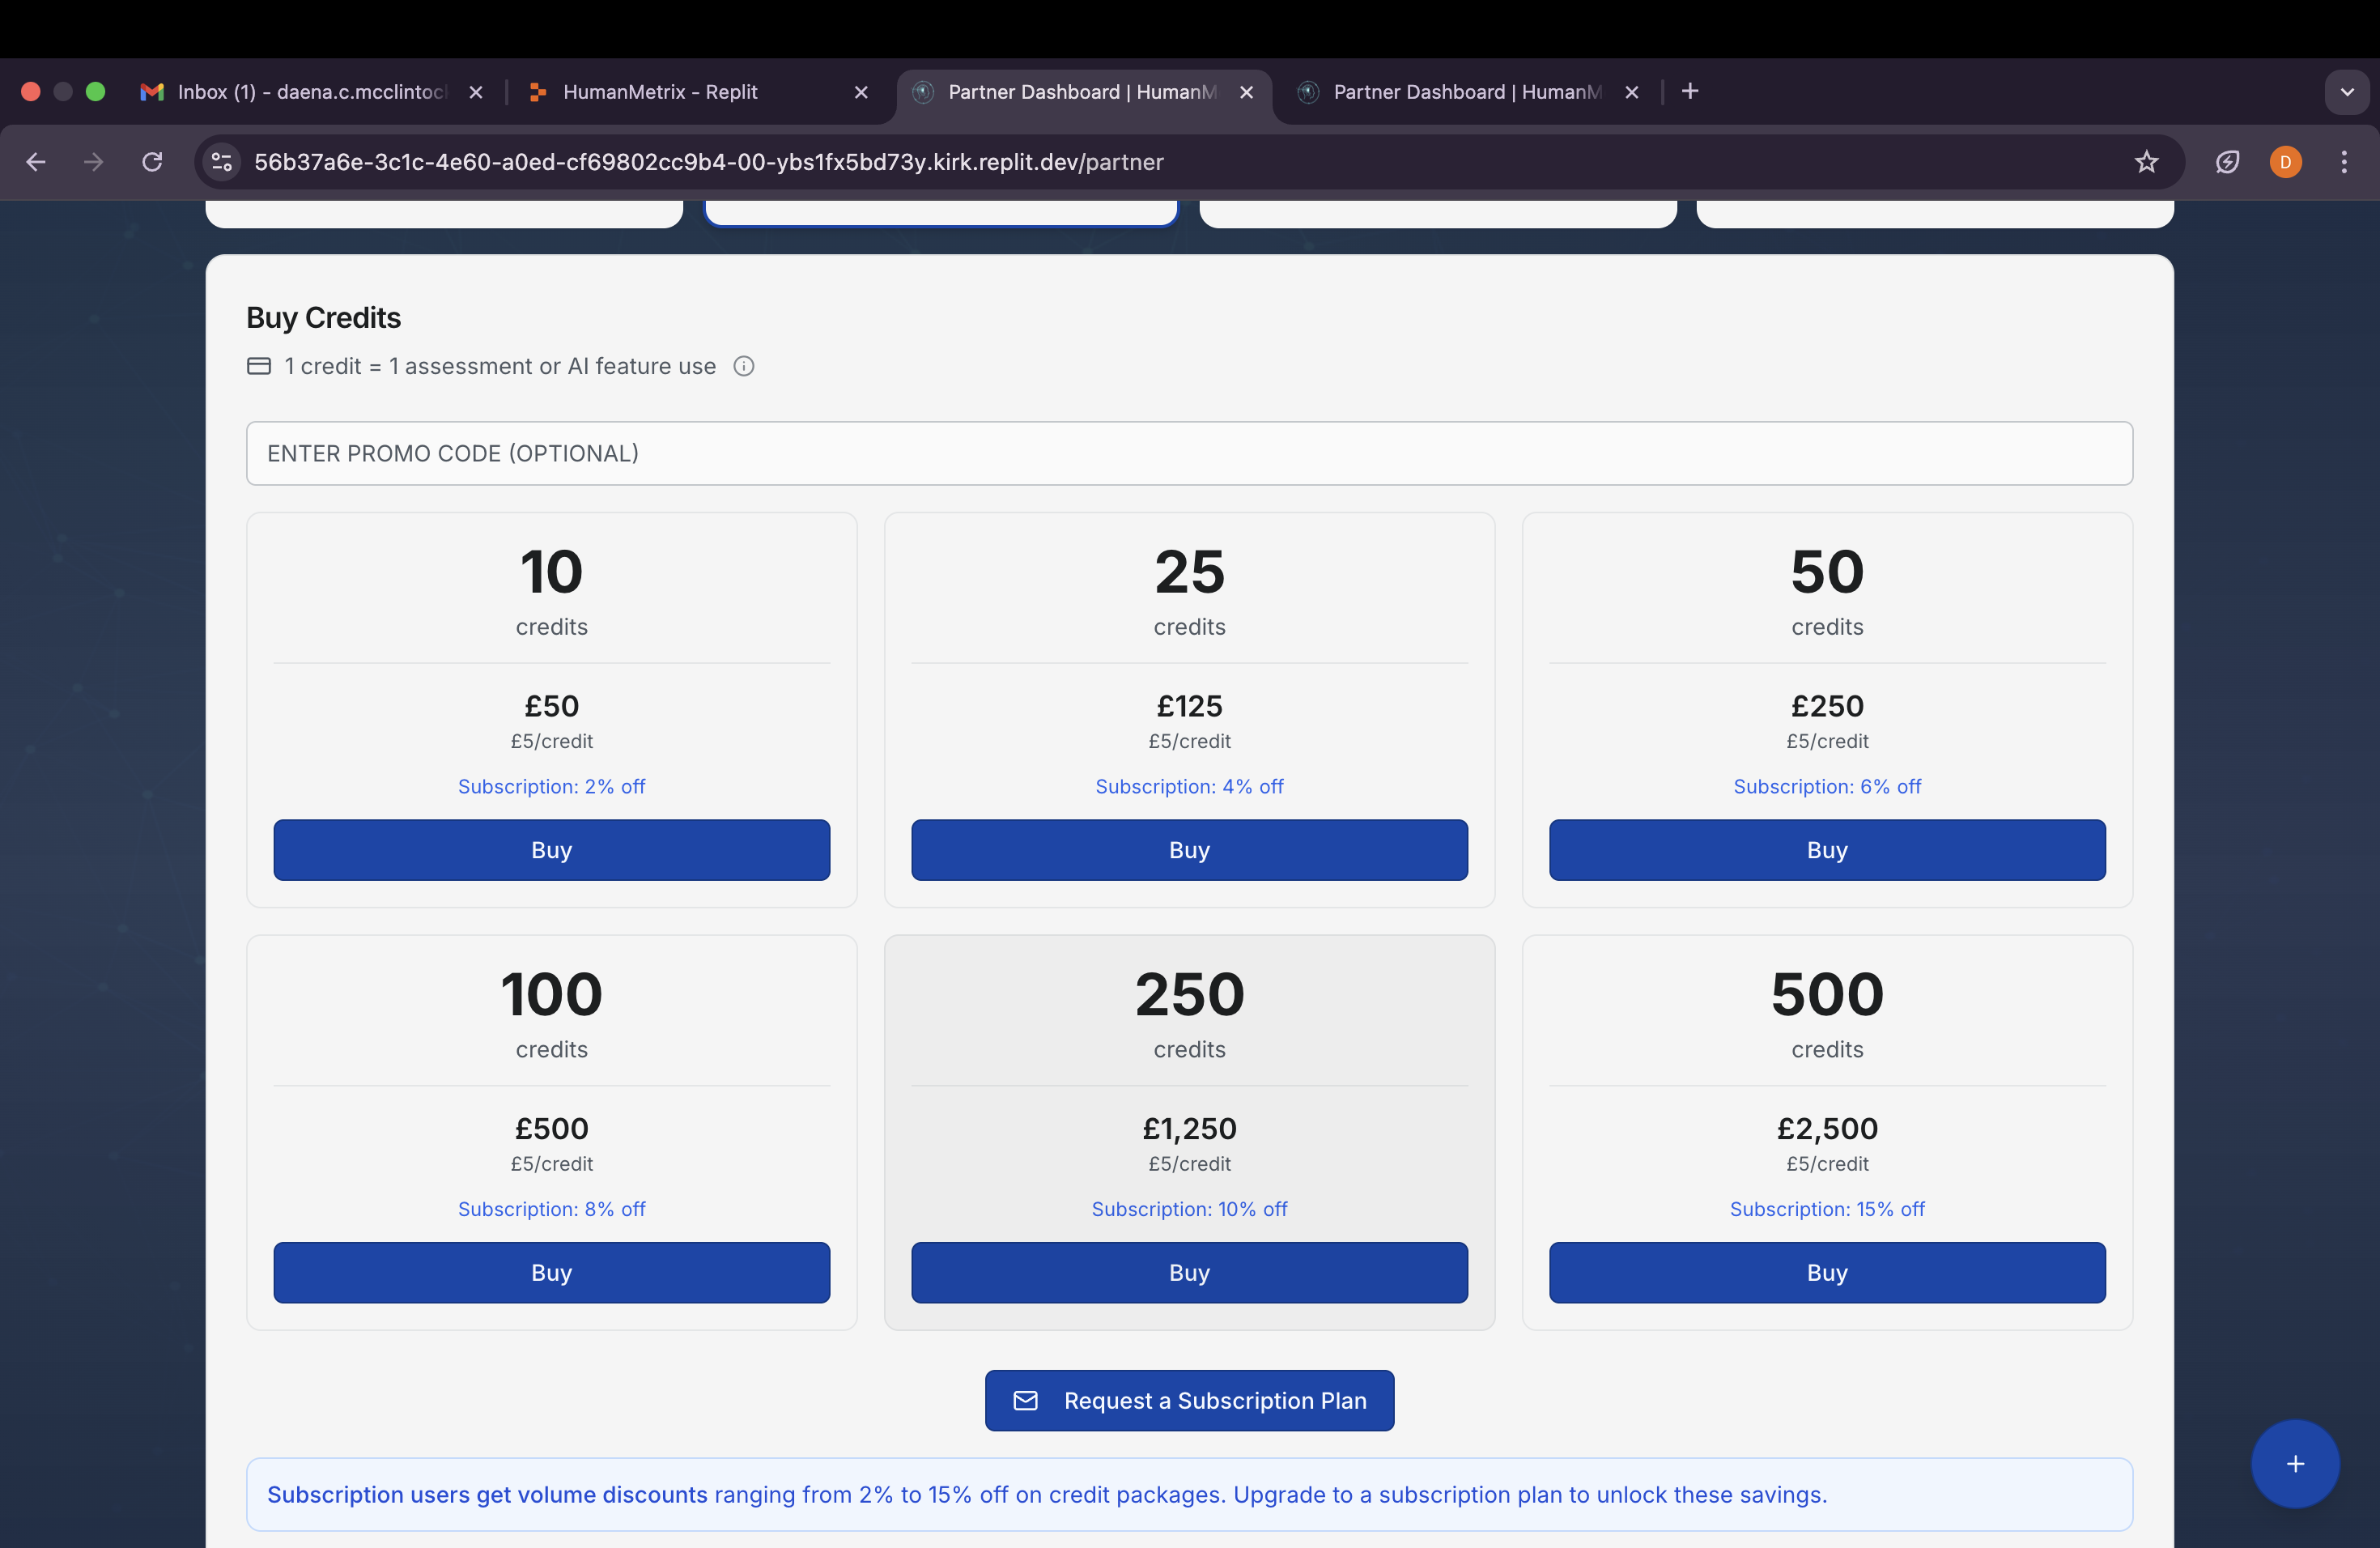 Inbox (1) - daena.c.mcclintoc
HumanMetrix - Replit
Partner Dashboard | HumanM
Partner Dashboard | HumanM
56b37a6e-3c1c-4e60-a0ed-cf69802cc9b4-00-ybs1fx5bd73y.kirk.replit.dev/partner
D
Buy Credits
1 credit = 1 assessment or AI feature use
ENTER PROMO CODE (OPTIONAL)
10
credits
£50
£5/credit
Subscription: 2% off
Buy
25
credits
£125
£5/credit
Subscription: 4% off
Buy
50
credits
£250
£5/credit
Subscription: 6% off
Buy
100
credits
£500
£5/credit
Subscription: 8% off
Buy
250
credits
£1,250
£5/credit
Subscription: 10% off
Buy
500
credits
£2,500
£5/credit
Subscription: 15% off
Buy
Request a Subscription Plan
Subscription users get volume discounts ranging from 2% to 15% off on credit packages. Upgrade to a subscription plan to unlock these savings.